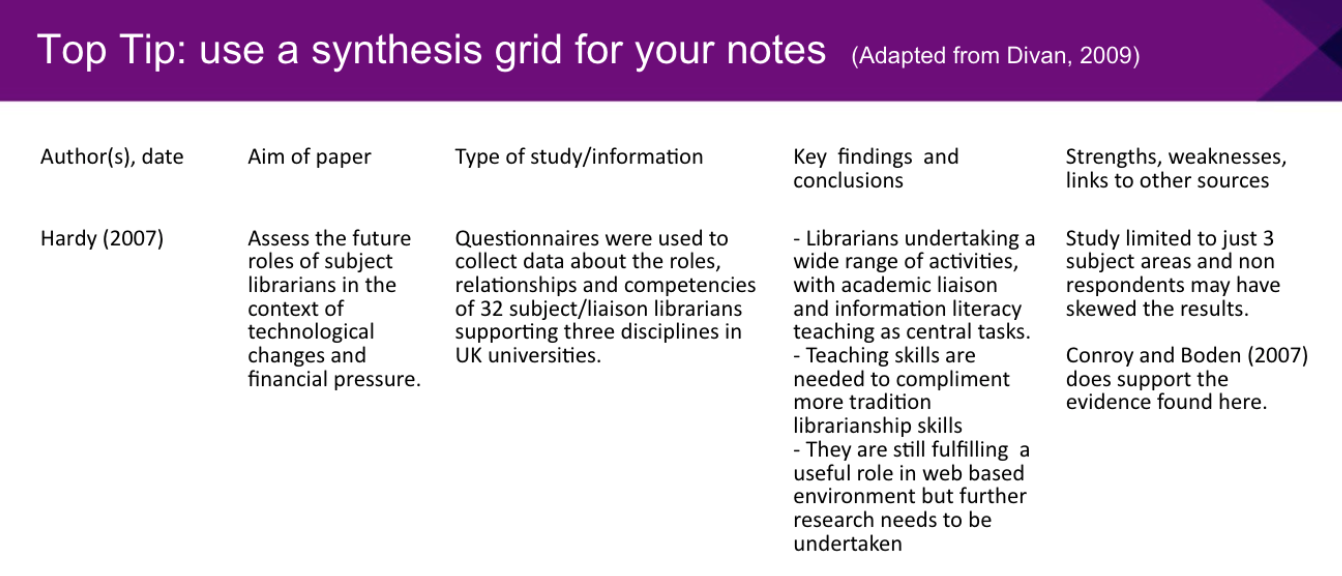 Top Tip: use a synthesis grid for your notes (Adapted from Divan, 2009)
Author(s), date
Aim of paper
Type of study/information
Key findings and
conclusions
Strengths, weaknesses,
links to other sources
Hardy (2007)
Assess the future
roles of subject
librarians in the
context of
technological
changes and
financial pressure.
Questionnaires were used to
collect data about the roles,
relationships and competencies
of 32 subject/liaison librarians
supporting three disciplines in
UK universities.
- Librarians undertaking a
wide range of activities,
with academic liaison
and information literacy
teaching as central tasks.
- Teaching skills are
needed to compliment
more tradition
librarianship skills
- They are still fulfilling a
useful role in web based
environment but further
research needs to be
undertaken
Study limited to just 3
subject areas and non
respondents may have
skewed the results.
Conroy and Boden (2007)
does support the
evidence found here.